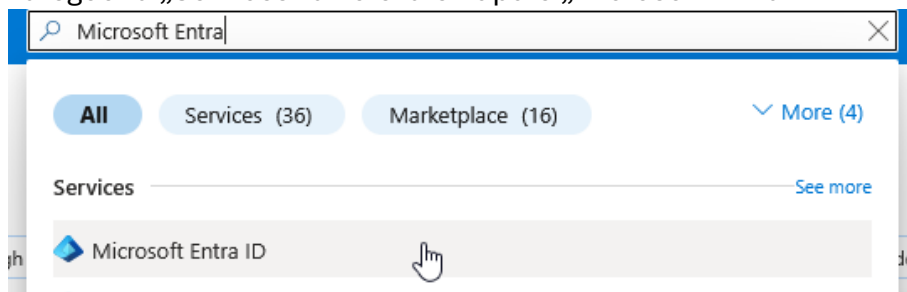 Microsoft Entra
All Services (36) Marketplace (16) More (4)
Services See more
Microsoft Entra ID